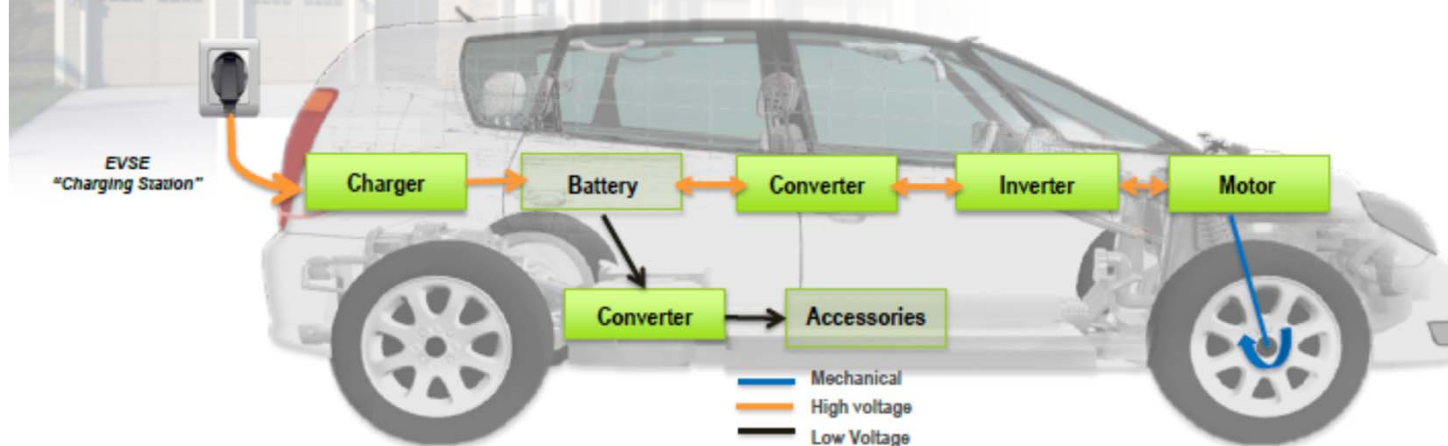 EVSE
“Charging Station”
Charger
Battery
Converter
Inverter
Motor
Converter
Accessories
Mechanical
High voltage
Low Voltage